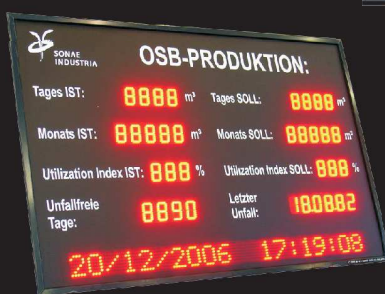 SONAE
INDUSTRIA
OSB-PRODUKTION:
Tages IST: 8888 m³ Tages SOLL: 8888 m³
Monats IST: 88888 m³ Monats SOLL: 88888 m³
Utilization Index IST: 888 % Utilization Index SOLL: 888 %
Unfallfreie
Tage: 8890
Letzter
Unfall: 18.08.82
20/12/2006 17:19:08